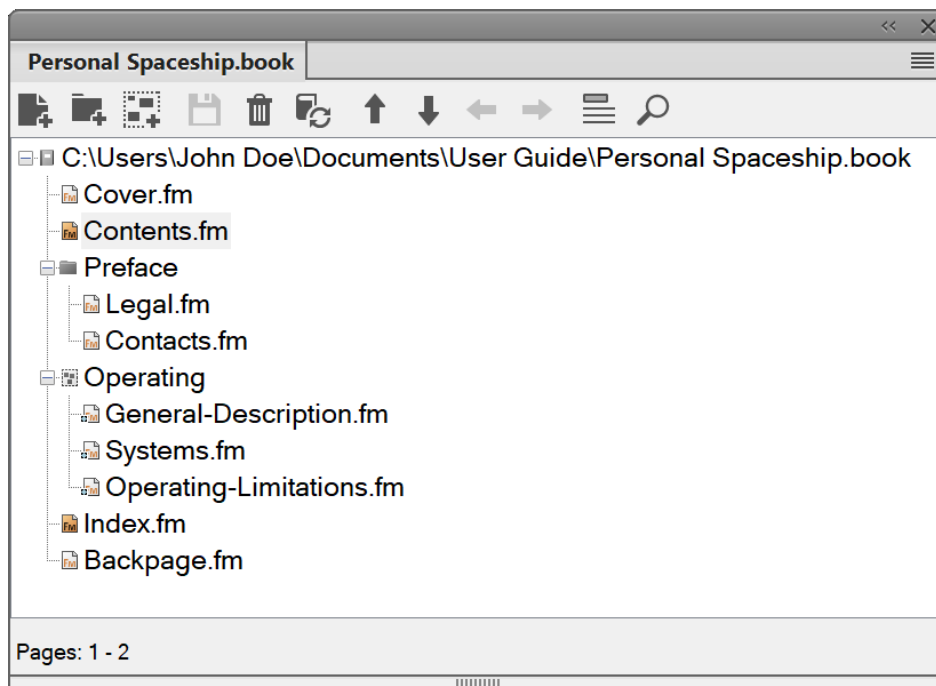 Personal Spaceship.book
C:\Users\John Doe\Documents\User Guide\Personal Spaceship.book
Cover.fm
Contents.fm
Preface
Legal.fm
Contacts.fm
Operating
General-Description.fm
Systems.fm
Operating-Limitations.fm
Index.fm
Backpage.fm
Pages: 1 - 2